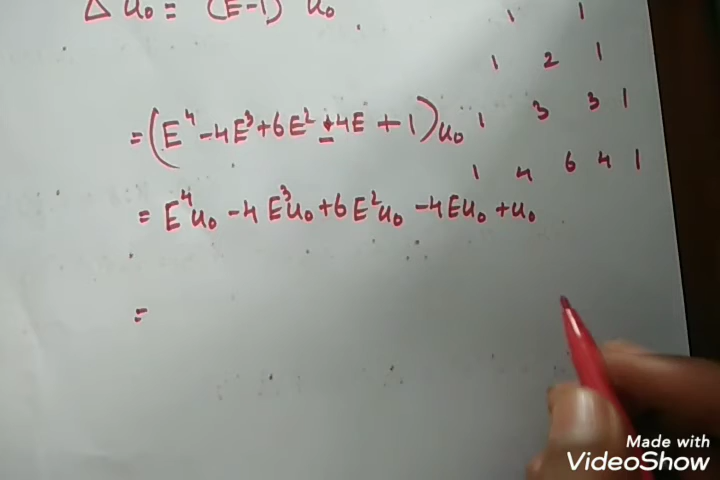 Δ u₀ = (E-1) u₀
1 1
1 2 1
= (E⁴ - 4E³ + 6E² ± 4E + 1) u₀
1 3 3 1
1 4 6 4 1
= E⁴u₀ - 4E³u₀ + 6E²u₀ - 4Eu₀ + u₀
=
Made with
VideoShow